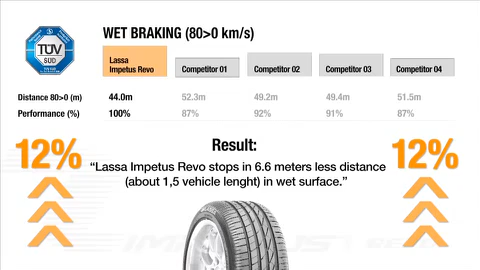 TÜV
SÜD
WET BRAKING (80>0 km/s)
Lassa
Impetus Revo
Competitor 01
Competitor 02
Competitor 03
Competitor 04
Distance 80>0 (m)
44.0m
52.3m
49.2m
49.4m
51.5m
Performance (%)
100%
87%
92%
91%
87%
12%
Result:
12%
“Lassa Impetus Revo stops in 6.6 meters less distance
(about 1,5 vehicle lenght) in wet surface.”